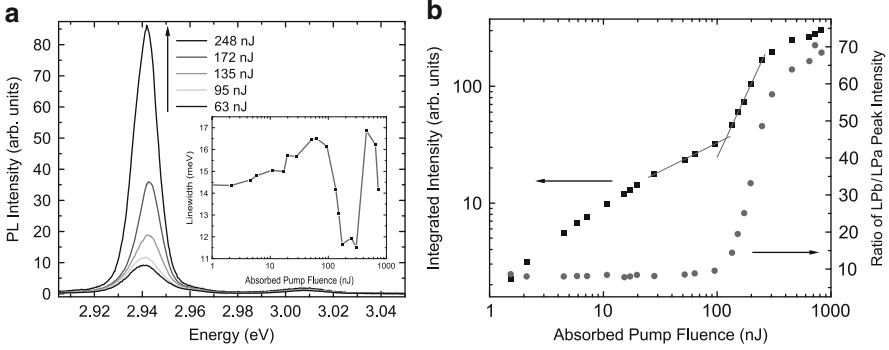 a
PL Intensity (arb. units)
80
70
60
50
40
30
20
10
0
248 nJ
172 nJ
135 nJ
95 nJ
63 nJ
Linewidth (meV)
17
16
15
14
13
12
11
1
10
100
1000
Absorbed Pump Fluence (nJ)
2.92
2.94
2.96
2.98
3.00
3.02
3.04
Energy (eV)
b
Integrated Intensity (arb. units)
100
10
70
60
50
40
30
20
10
Ratio of LPb/LPa Peak Intensity
1
10
100
1000
Absorbed Pump Fluence (nJ)